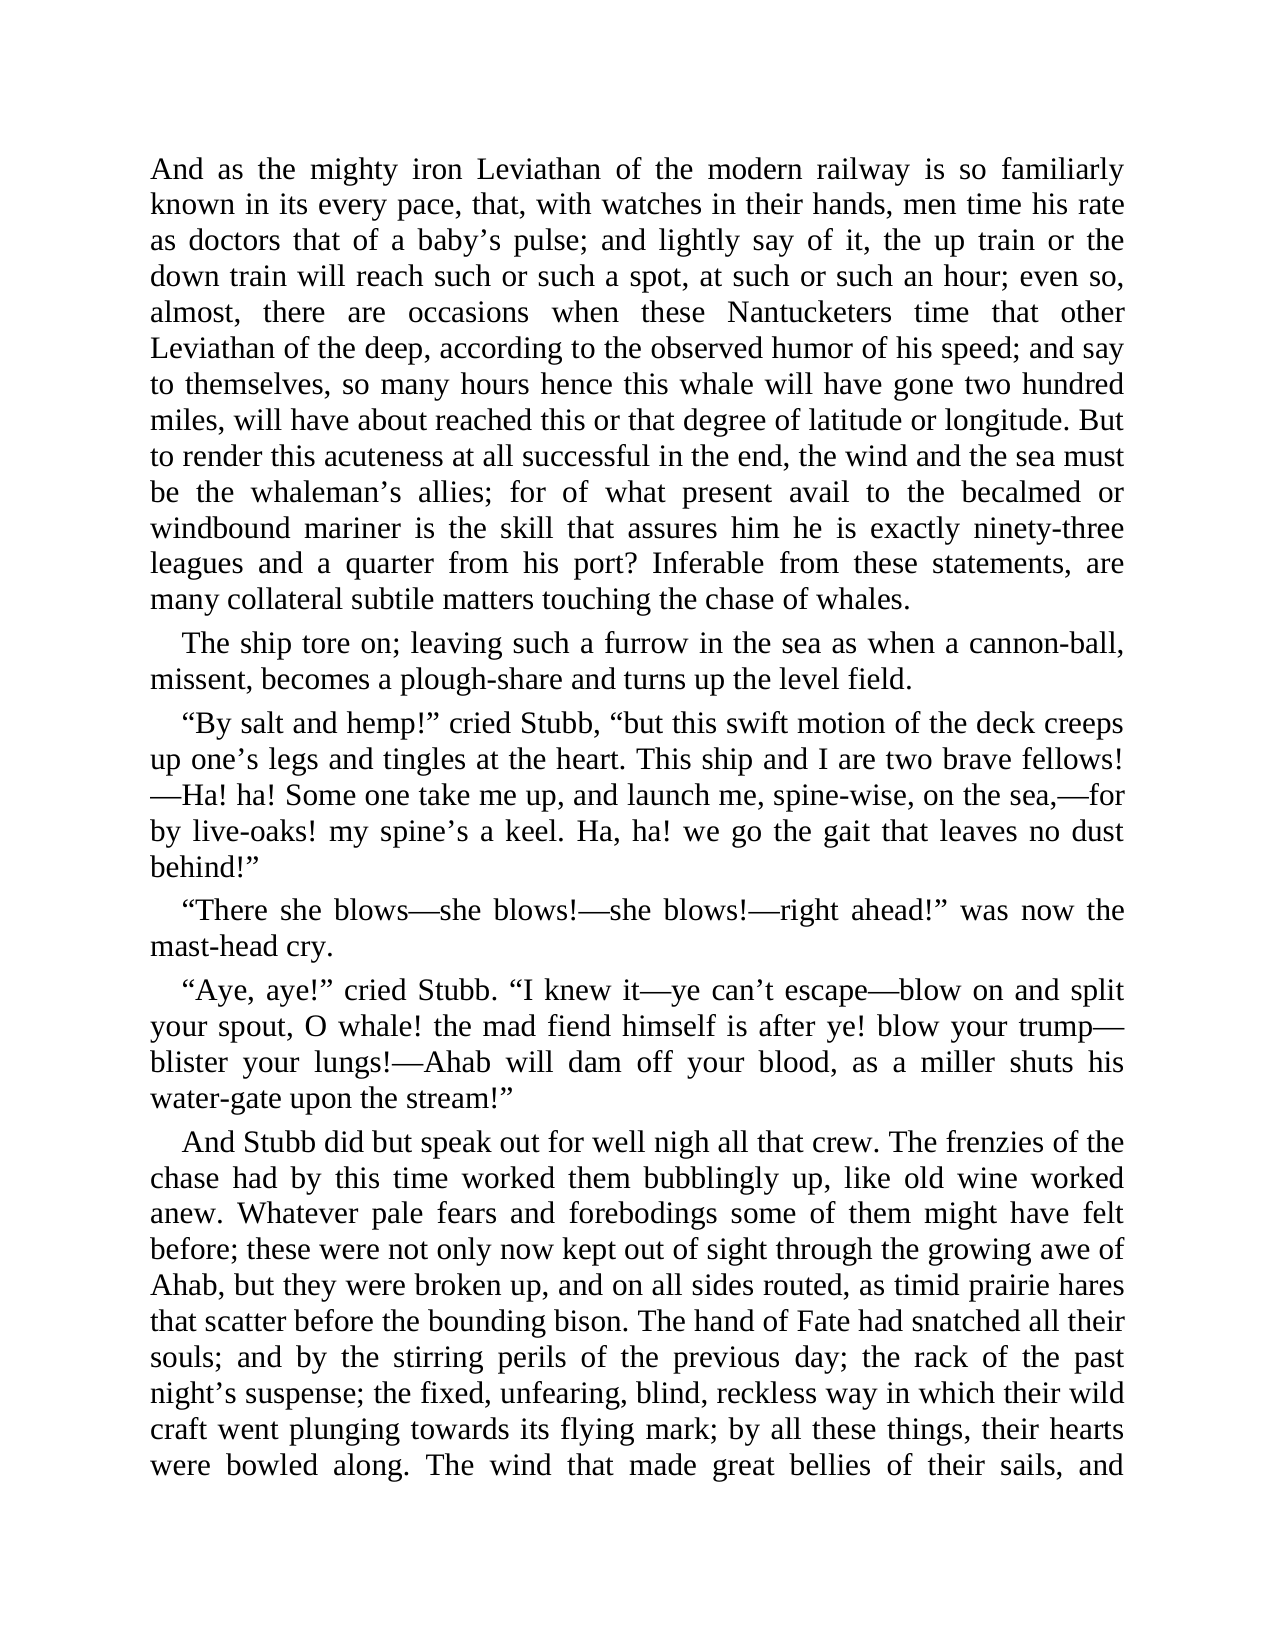 And as the mighty iron Leviathan of the modern railway is so familiarly
known in its every pace, that, with watches in their hands, men time his rate
as doctors that of a baby’s pulse; and lightly say of it, the up train or the
down train will reach such or such a spot, at such or such an hour; even so,
almost, there are occasions when these Nantucketers time that other
Leviathan of the deep, according to the observed humor of his speed; and say
to themselves, so many hours hence this whale will have gone two hundred
miles, will have about reached this or that degree of latitude or longitude. But
to render this acuteness at all successful in the end, the wind and the sea must
be the whaleman’s allies; for of what present avail to the becalmed or
windbound mariner is the skill that assures him he is exactly ninety-three
leagues and a quarter from his port? Inferable from these statements, are
many collateral subtile matters touching the chase of whales.
The ship tore on; leaving such a furrow in the sea as when a cannon-ball,
missent, becomes a plough-share and turns up the level field.
“By salt and hemp!” cried Stubb, “but this swift motion of the deck creeps
up one’s legs and tingles at the heart. This ship and I are two brave fellows!
—Ha! ha! Some one take me up, and launch me, spine-wise, on the sea,—for
by live-oaks! my spine’s a keel. Ha, ha! we go the gait that leaves no dust
behind!”
“There she blows—she blows!—she blows!—right ahead!” was now the
mast-head cry.
“Aye, aye!” cried Stubb. “I knew it—ye can’t escape—blow on and split
your spout, O whale! the mad fiend himself is after ye! blow your trump—
blister your lungs!—Ahab will dam off your blood, as a miller shuts his
water-gate upon the stream!”
And Stubb did but speak out for well nigh all that crew. The frenzies of the
chase had by this time worked them bubblingly up, like old wine worked
anew. Whatever pale fears and forebodings some of them might have felt
before; these were not only now kept out of sight through the growing awe of
Ahab, but they were broken up, and on all sides routed, as timid prairie hares
that scatter before the bounding bison. The hand of Fate had snatched all their
souls; and by the stirring perils of the previous day; the rack of the past
night’s suspense; the fixed, unfearing, blind, reckless way in which their wild
craft went plunging towards its flying mark; by all these things, their hearts
were bowled along. The wind that made great bellies of their sails, and